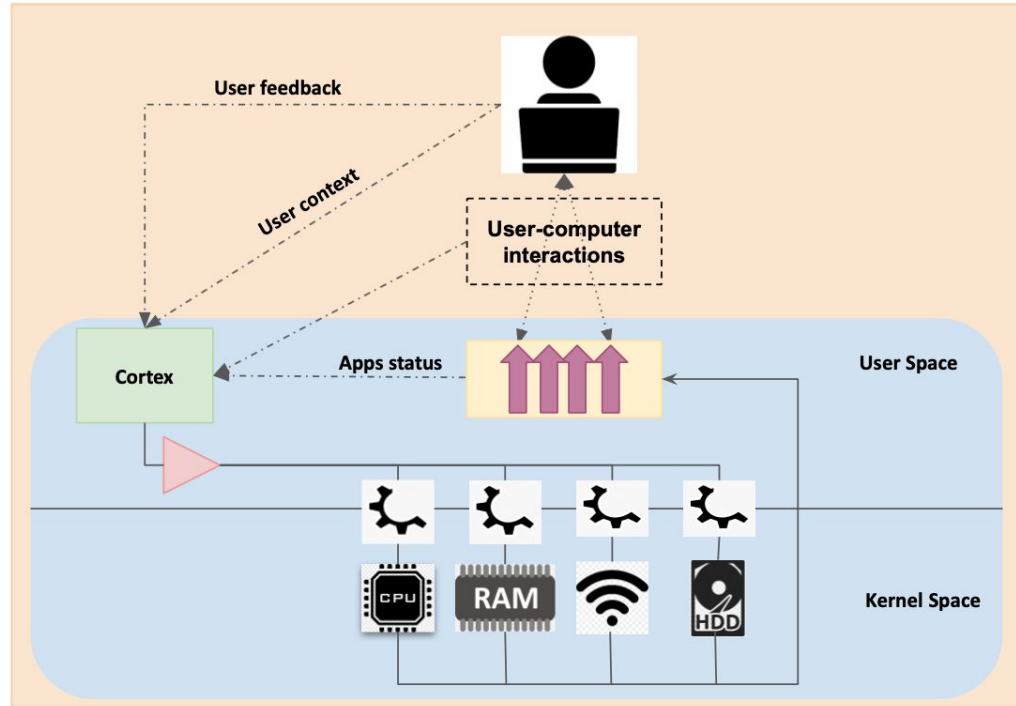 User feedback
User context
User-computer
interactions
Cortex
Apps status
User Space
CPU
RAM
HDD
Kernel Space